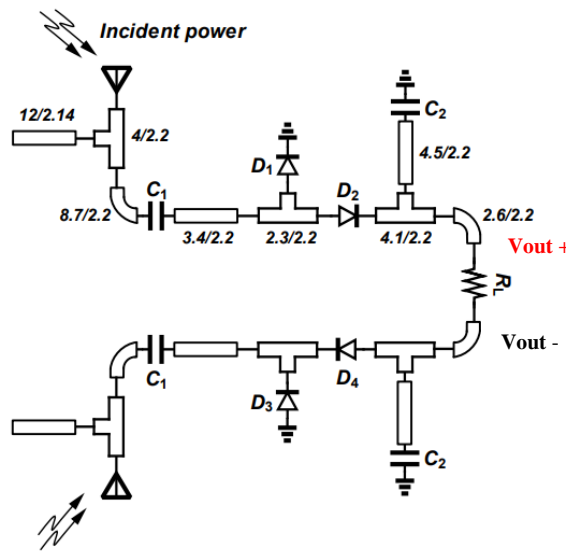 Incident power
12/2.14
4/2.2
C2
4.5/2.2
D1
8.7/2.2
C1
D2
3.4/2.2
2.3/2.2
4.1/2.2
2.6/2.2
Vout +
RL
Vout -
C1
D4
D3
C2